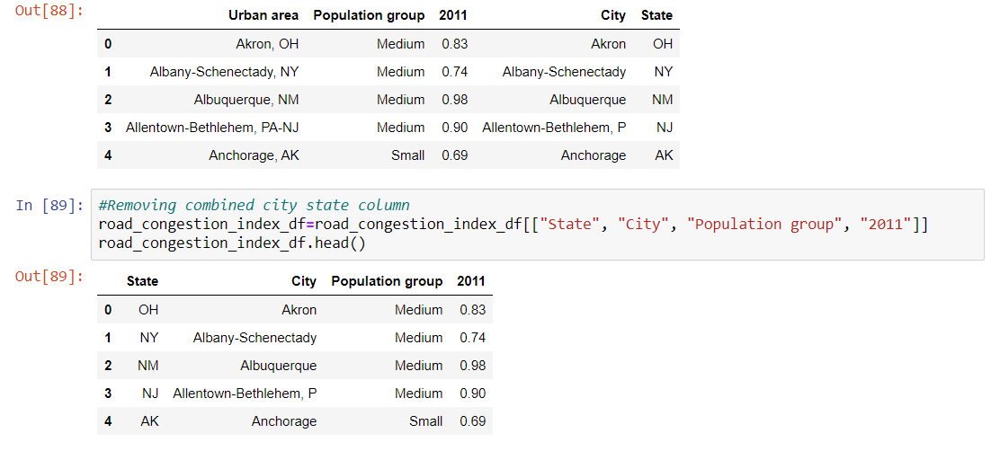 Out[88]:
Urban area Population group 2011 City State
0 Akron, OH Medium 0.83 Akron OH
1 Albany-Schenectady, NY Medium 0.74 Albany-Schenectady NY
2 Albuquerque, NM Medium 0.98 Albuquerque NM
3 Allentown-Bethlehem, PA-NJ Medium 0.90 Allentown-Bethlehem, P NJ
4 Anchorage, AK Small 0.69 Anchorage AK
In [89]: #Removing combined city state column
road_congestion_index_df=road_congestion_index_df[["State", "City", "Population group", "2011"]]
road_congestion_index_df.head()
Out[89]:
State City Population group 2011
0 OH Akron Medium 0.83
1 NY Albany-Schenectady Medium 0.74
2 NM Albuquerque Medium 0.98
3 NJ Allentown-Bethlehem, P Medium 0.90
4 AK Anchorage Small 0.69